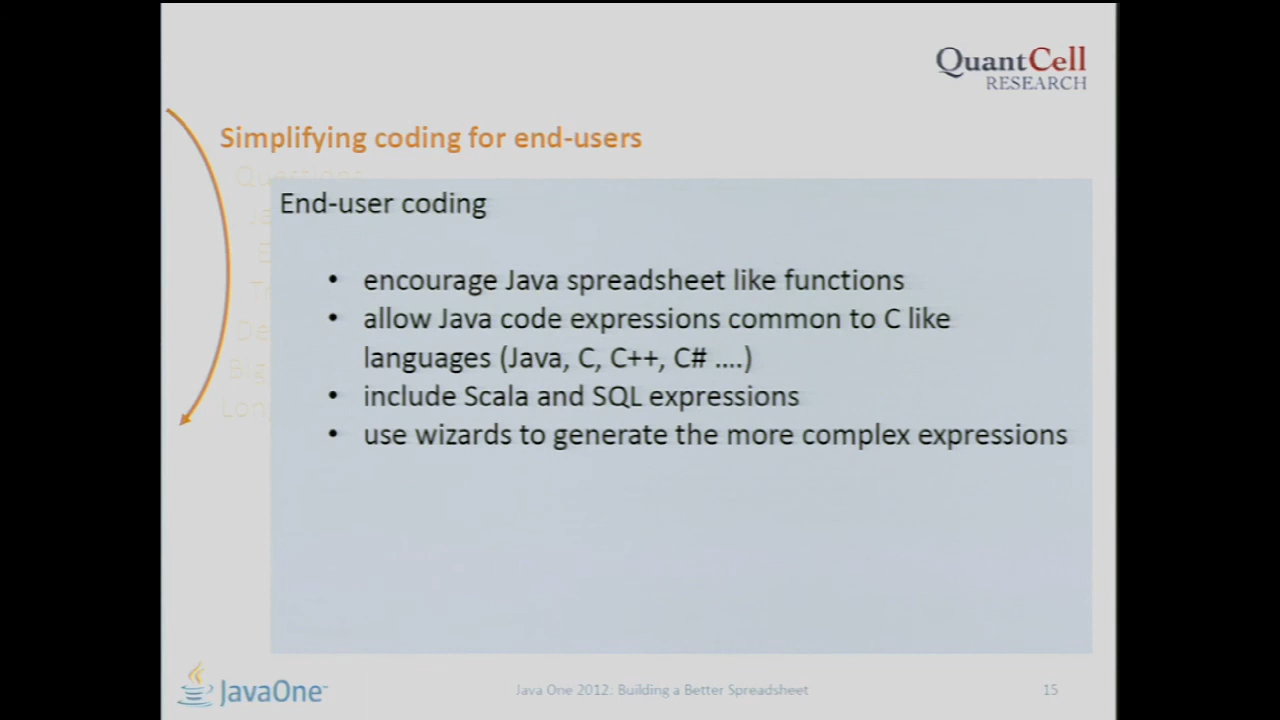 QuantCell
RESEARCH
Simplifying coding for end-users
End-user coding
• encourage Java spreadsheet like functions
• allow Java code expressions common to C like
languages (Java, C, C++, C# ....)
• include Scala and SQL expressions
• use wizards to generate the more complex expressions
JavaOne™
Java One 2012: Building a Better Spreadsheet
15